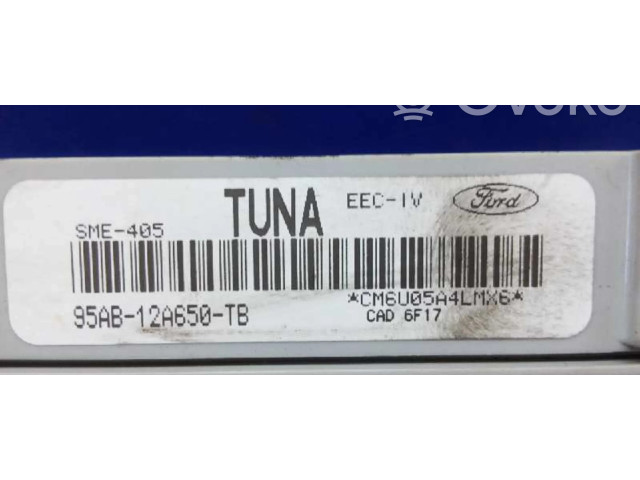 TUNA EEC-IV Ford
SME-405
*CM6U05A4LMX6*
95AB-12A650-TB CAD 6F17